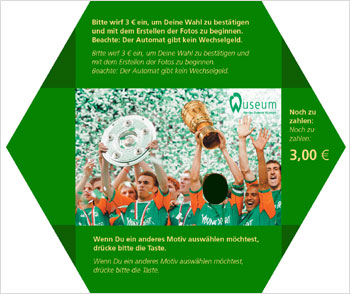 Bitte wirf 3 € ein, um Deine Wahl zu bestätigen
und mit dem Erstellen der Fotos zu beginnen.
Beachte: Der Automat gibt kein Wechselgeld.
Bitte wirf 3 € ein, um Deine Wahl zu bestätigen und
mit dem Erstellen der Fotos zu beginnen.
Beachte: Der Automat gibt kein Wechselgeld.
Wuseum
Noch zu
zahlen:
Noch zu
zahlen:
3,00 €
Wenn Du ein anderes Motiv auswählen möchtest,
drücke bitte die Taste.
Wenn Du ein anderes Motiv auswählen möchtest,
drücke bitte die Taste.